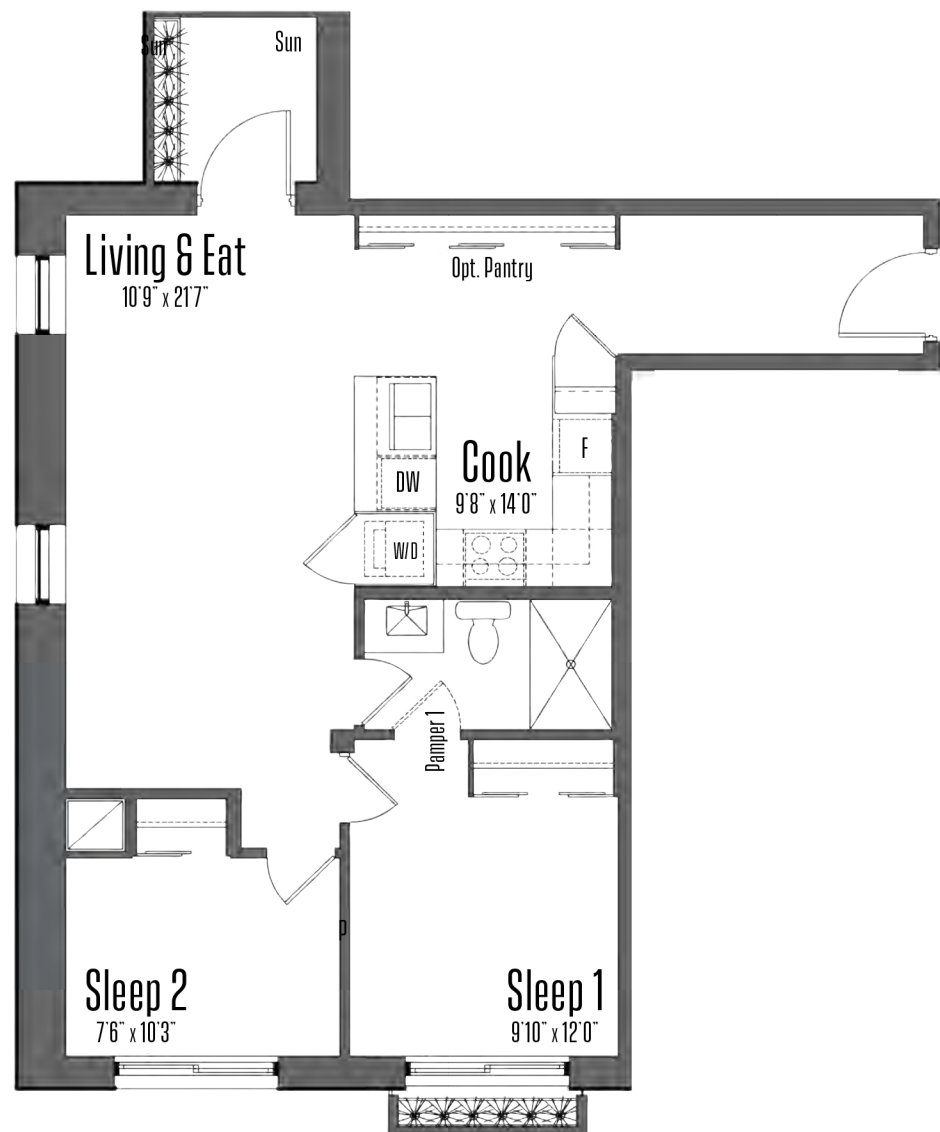 Sun
Sun
Living & Eat
10'9" x 21'7"
Opt. Pantry
Cook
9'8" x 14'0"
F
DW
W/D
Pamper 1
P
Sleep 2
7'6" x 10'3"
Sleep 1
9'10" x 12'0"